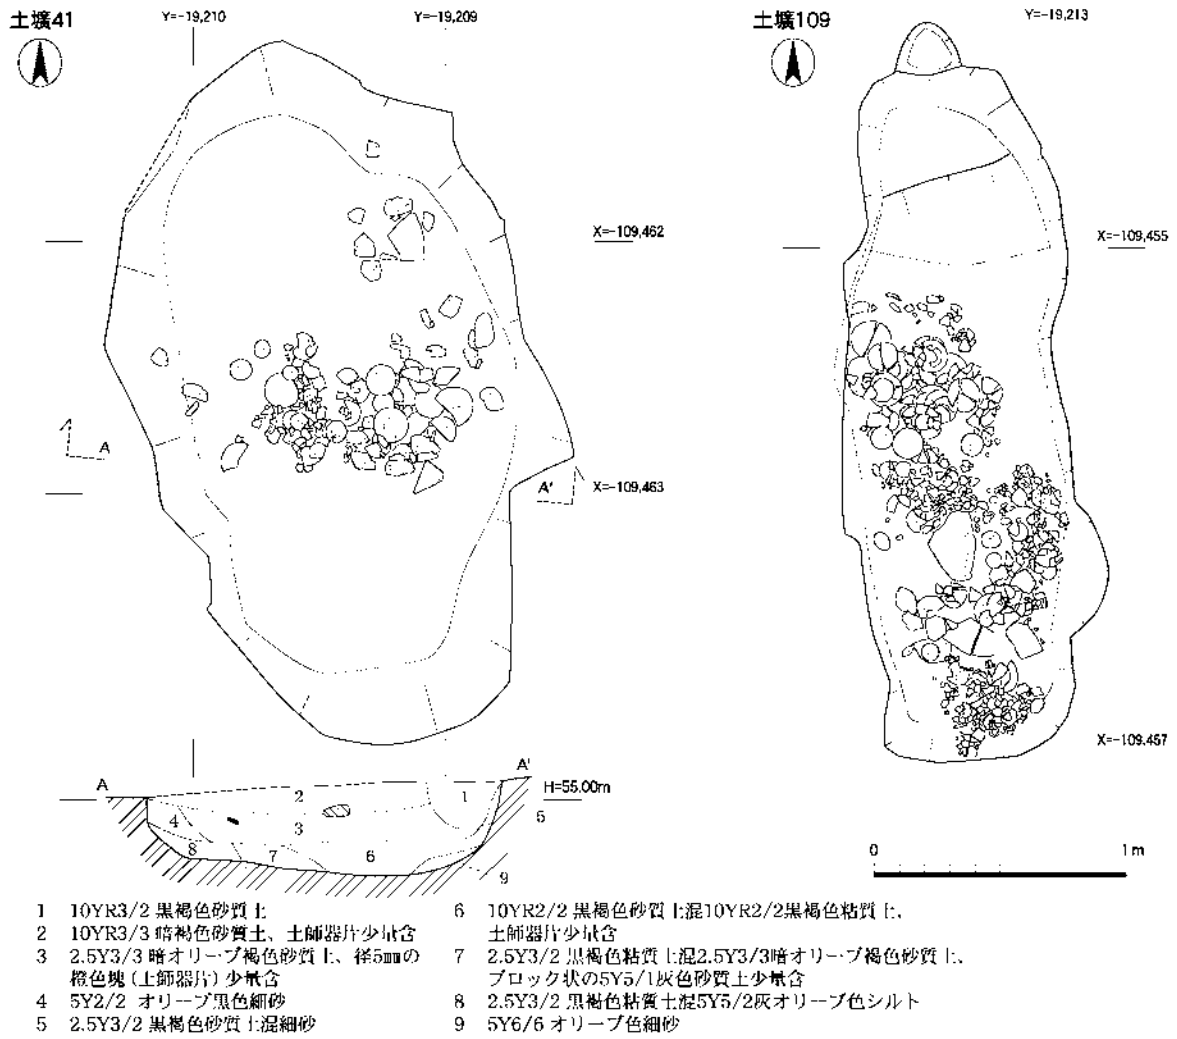 土壙41
Y=-19,210
Y=-19,209
土壙109
Y=-19,213
X=-109,462
X=-109,455
A
A'
X=-109,463
X=-109,457
A
A'
H=55.00m
1
2
3
4
5
6
7
8
9
0
1m
1 10YR3/2 黒褐色砂質土
2 10YR3/3 暗褐色砂質土、土師器片少量含
3 2.5Y3/3 暗オリーブ褐色砂質土、径5mmの
橙色塊(土師器片)少量含
4 5Y2/2 オリーブ黒色細砂
5 2.5Y3/2 黒褐色砂質土混細砂
6 10YR2/2 黒褐色砂質土混10YR2/2黒褐色粘質土、
土師器片少量含
7 2.5Y3/2 黒褐色粘質土混2.5Y3/3暗オリーブ褐色砂質土、
ブロック状の5Y5/1灰色砂質土少量含
8 2.5Y3/2 黒褐色粘質土混5Y5/2灰オリーブ色シルト
9 5Y6/6 オリーブ色細砂